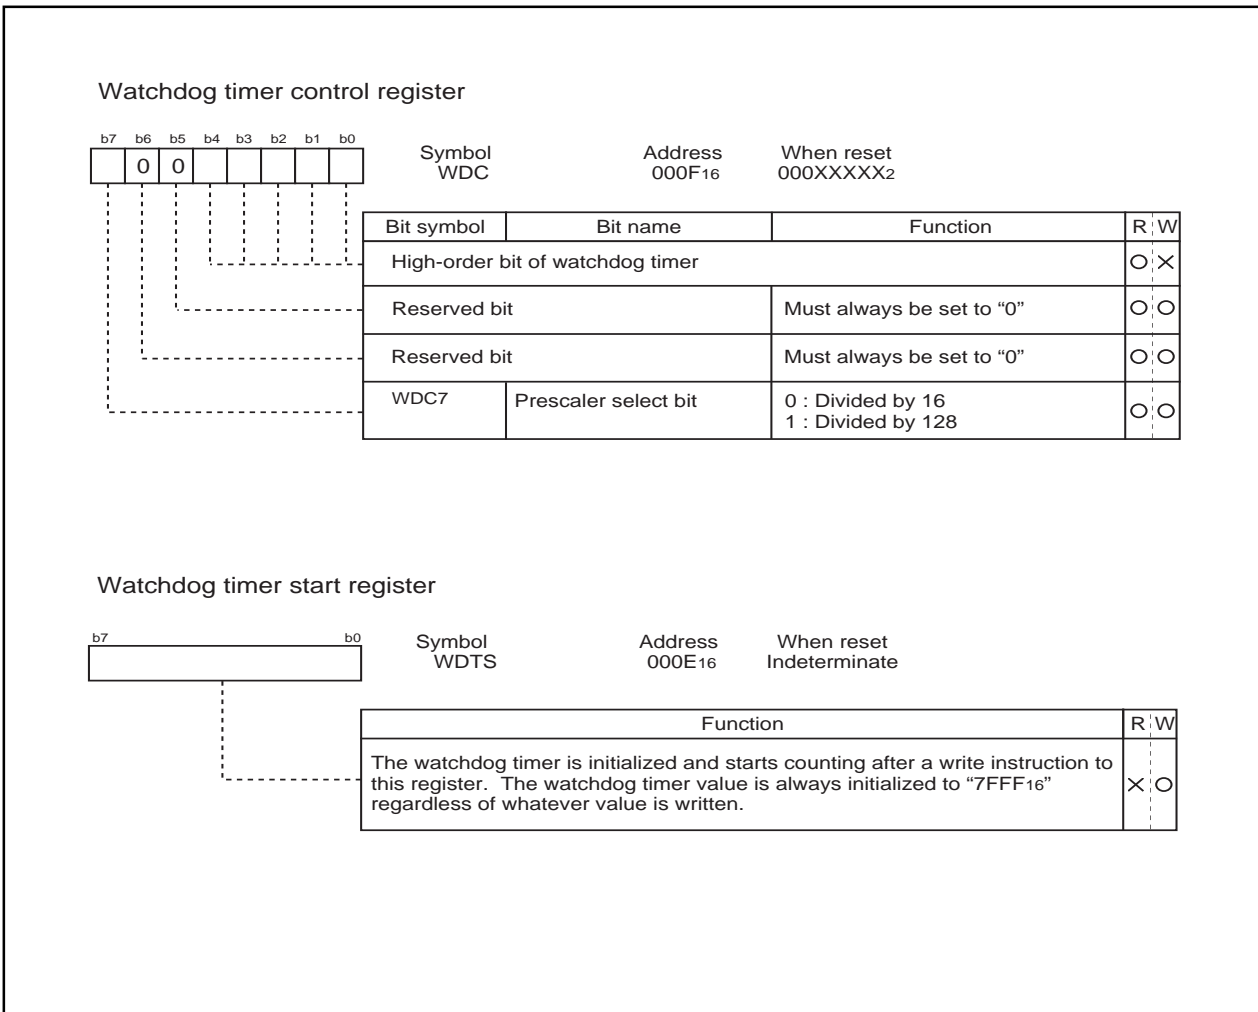 Watchdog timer control register
b7 b6 b5 b4 b3 b2 b1 b0
0 0
Symbol Address When reset
WDC 000F16 000XXXXX2
Bit symbol Bit name Function R W
High-order bit of watchdog timer O X
Reserved bit Must always be set to “0” O O
Reserved bit Must always be set to “0” O O
WDC7 Prescaler select bit 0 : Divided by 16
1 : Divided by 128 O O
Watchdog timer start register
b7 b0
Symbol Address When reset
WDTS 000E16 Indeterminate
Function R W
The watchdog timer is initialized and starts counting after a write instruction to
this register. The watchdog timer value is always initialized to “7FFF16” X O
regardless of whatever value is written.